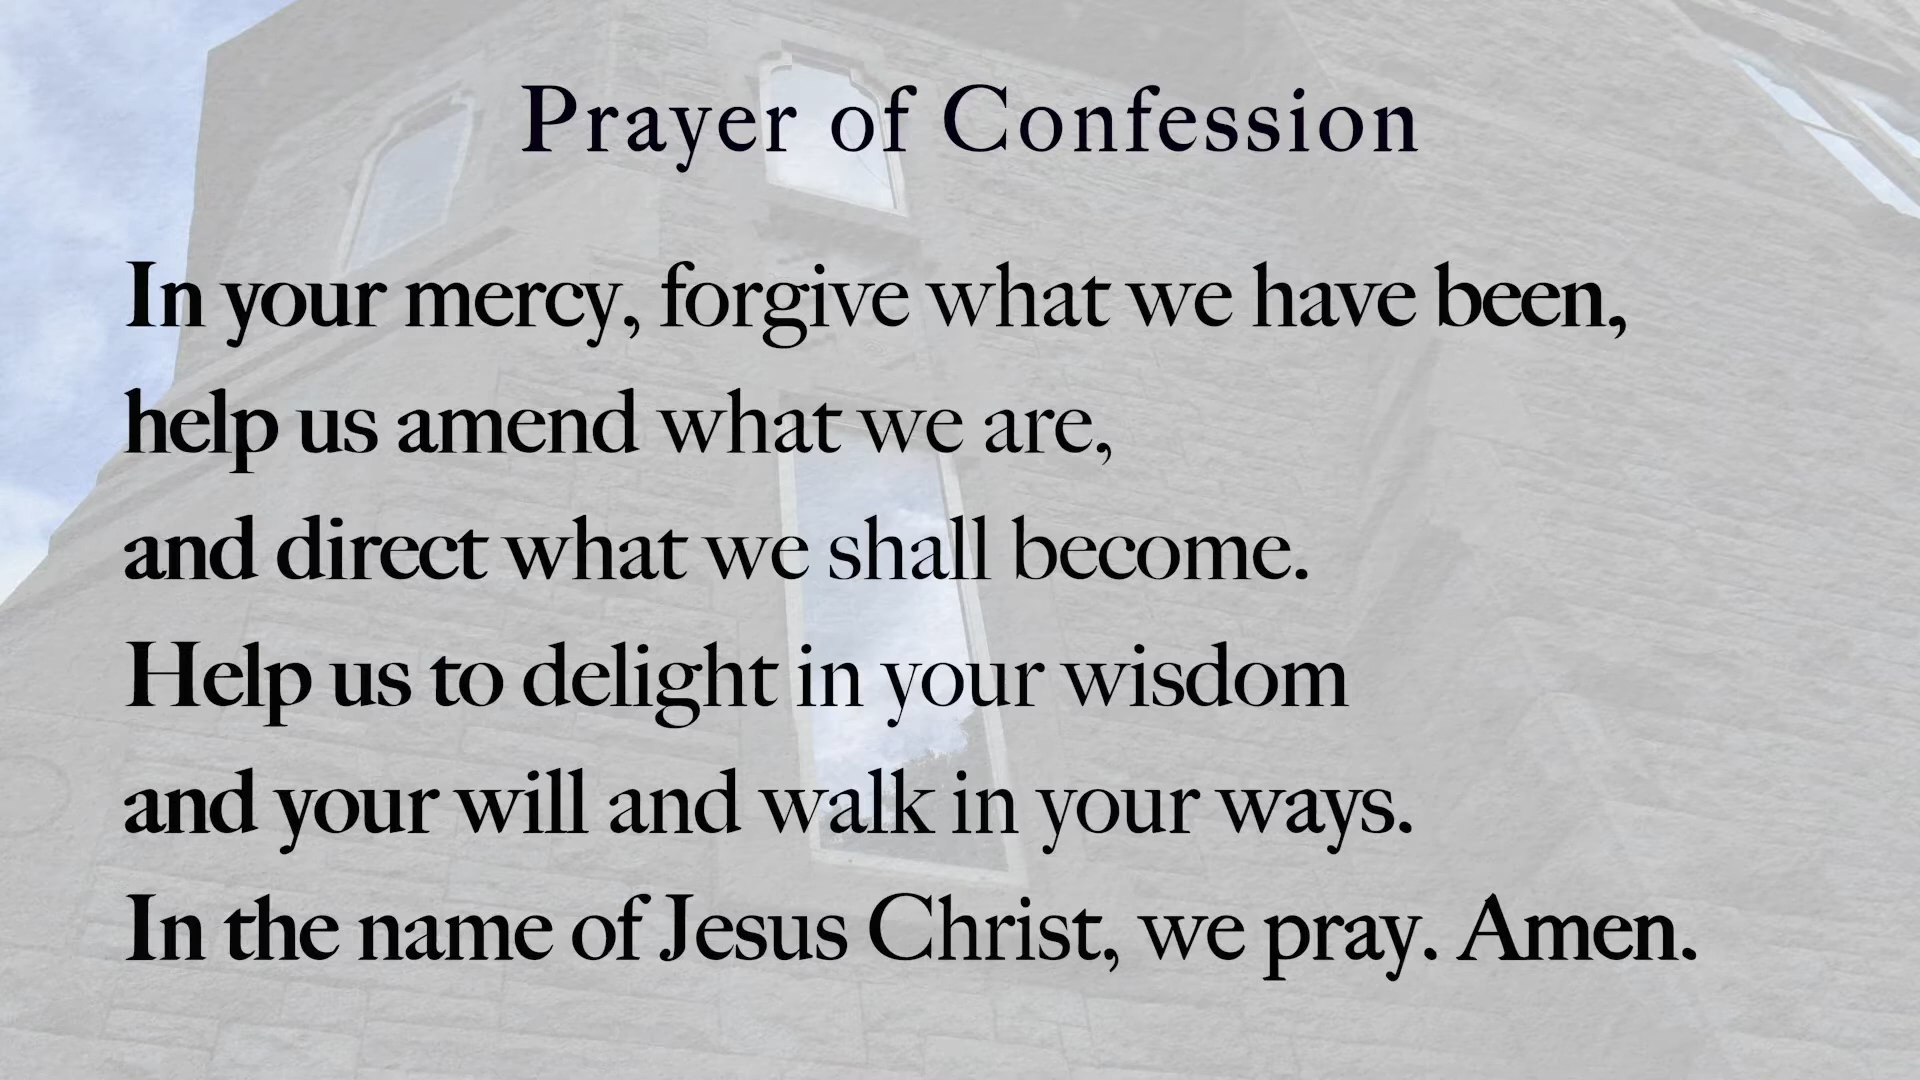 Prayer of Confession
In your mercy, forgive what we have been,
help us amend what we are,
and direct what we shall become.
Help us to delight in your wisdom
and your will and walk in your ways.
In the name of Jesus Christ, we pray. Amen.